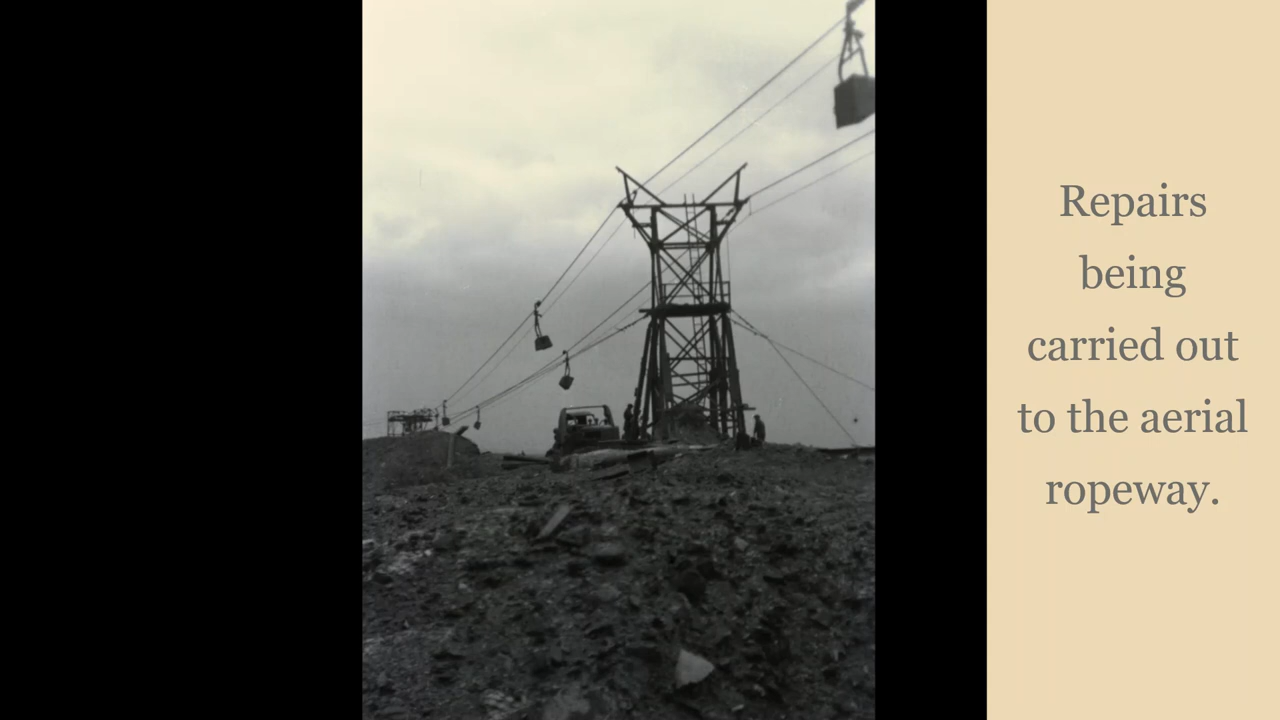 Repairs
being
carried out
to the aerial
ropeway.